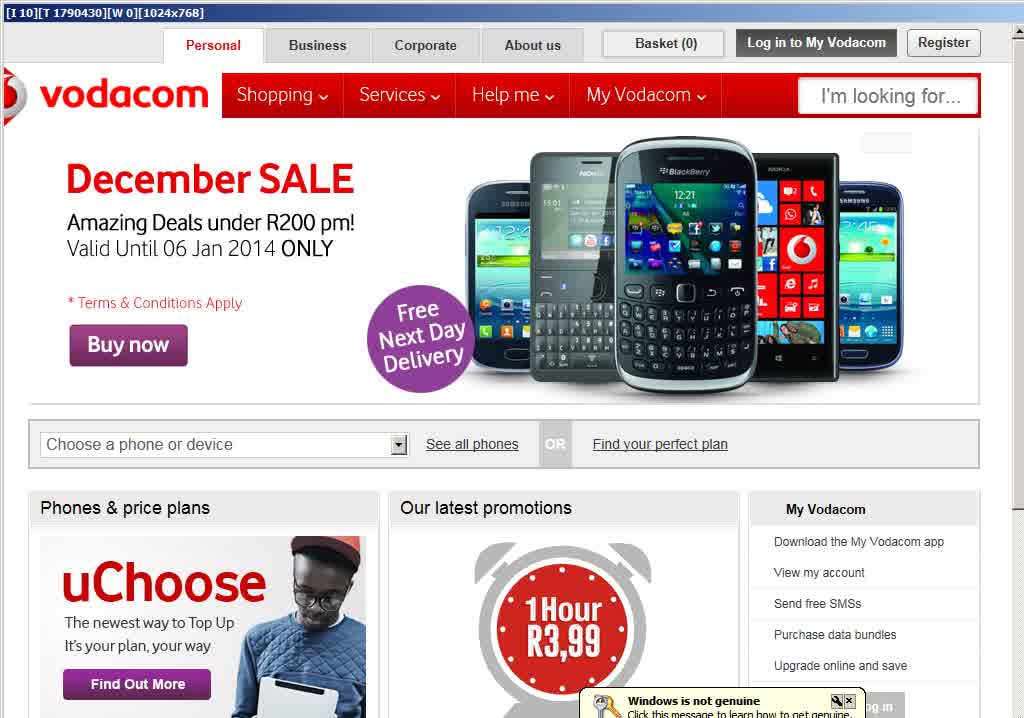 [I 10][T 1790430][W 0][1024x768]
Personal
Business
Corporate
About us
Basket (0)
Log in to My Vodacom
Register
vodacom
Shopping
Services
Help me
My Vodacom
I'm looking for...
December SALE
Amazing Deals under R200 pm!
Valid Until 06 Jan 2014 ONLY
* Terms & Conditions Apply
Buy now
Free
Next Day
Delivery
BlackBerry
12:21
Choose a phone or device
See all phones
OR
Find your perfect plan
Phones & price plans
uChoose
The newest way to Top Up
It's your plan, your way
Find Out More
Our latest promotions
1 Hour
R3,99
My Vodacom
Download the My Vodacom app
View my account
Send free SMSs
Purchase data bundles
Upgrade online and save
Windows is not genuine
Click this message to learn how to get genuine.